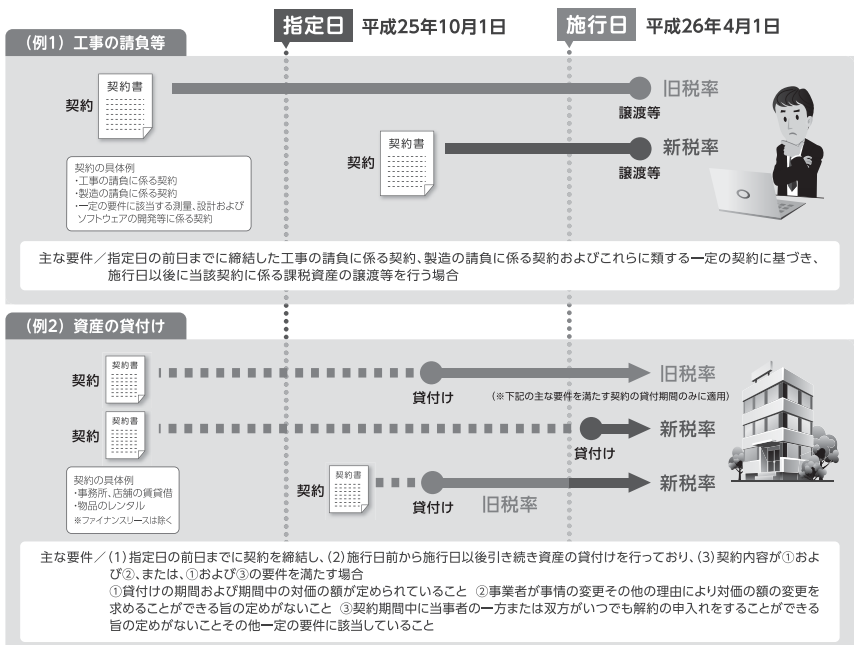 指定日 平成25年10月1日 施行日 平成26年4月1日
（例1）工事の請負等
契約 契約書 旧税率
譲渡等
契約 契約書 新税率
譲渡等
契約の具体例
・工事の請負に係る契約
・製造の請負に係る契約
・一定の要件に該当する測量、設計および
ソフトウェアの開発等に係る契約
主な要件／指定日の前日までに締結した工事の請負に係る契約、製造の請負に係る契約およびこれらに類する一定の契約に基づき、
施行日以後に当該契約に係る課税資産の譲渡等を行う場合
（例2）資産の貸付け
契約 契約書 旧税率
貸付け （※下記の主な要件を満たす契約の貸付期間のみに適用）
契約 契約書 新税率
貸付け
契約の具体例
・事務所、店舗の賃貸借
・物品のレンタル
※ファイナンスリースは除く
契約 契約書 新税率
貸付け 旧税率
主な要件／（1）指定日の前日までに契約を締結し、（2）施行日前から施行日以後引き続き資産の貸付けを行っており、（3）契約内容が①およ
び②、または、①および③の要件を満たす場合
①貸付けの期間および期間中の対価の額が定められていること ②事業者が事情の変更その他の理由により対価の額の変更を
求めることができる旨の定めがないこと ③契約期間中に当事者の一方または双方がいつでも解約の申入れをすることができる
旨の定めがないことその他一定の要件に該当していること